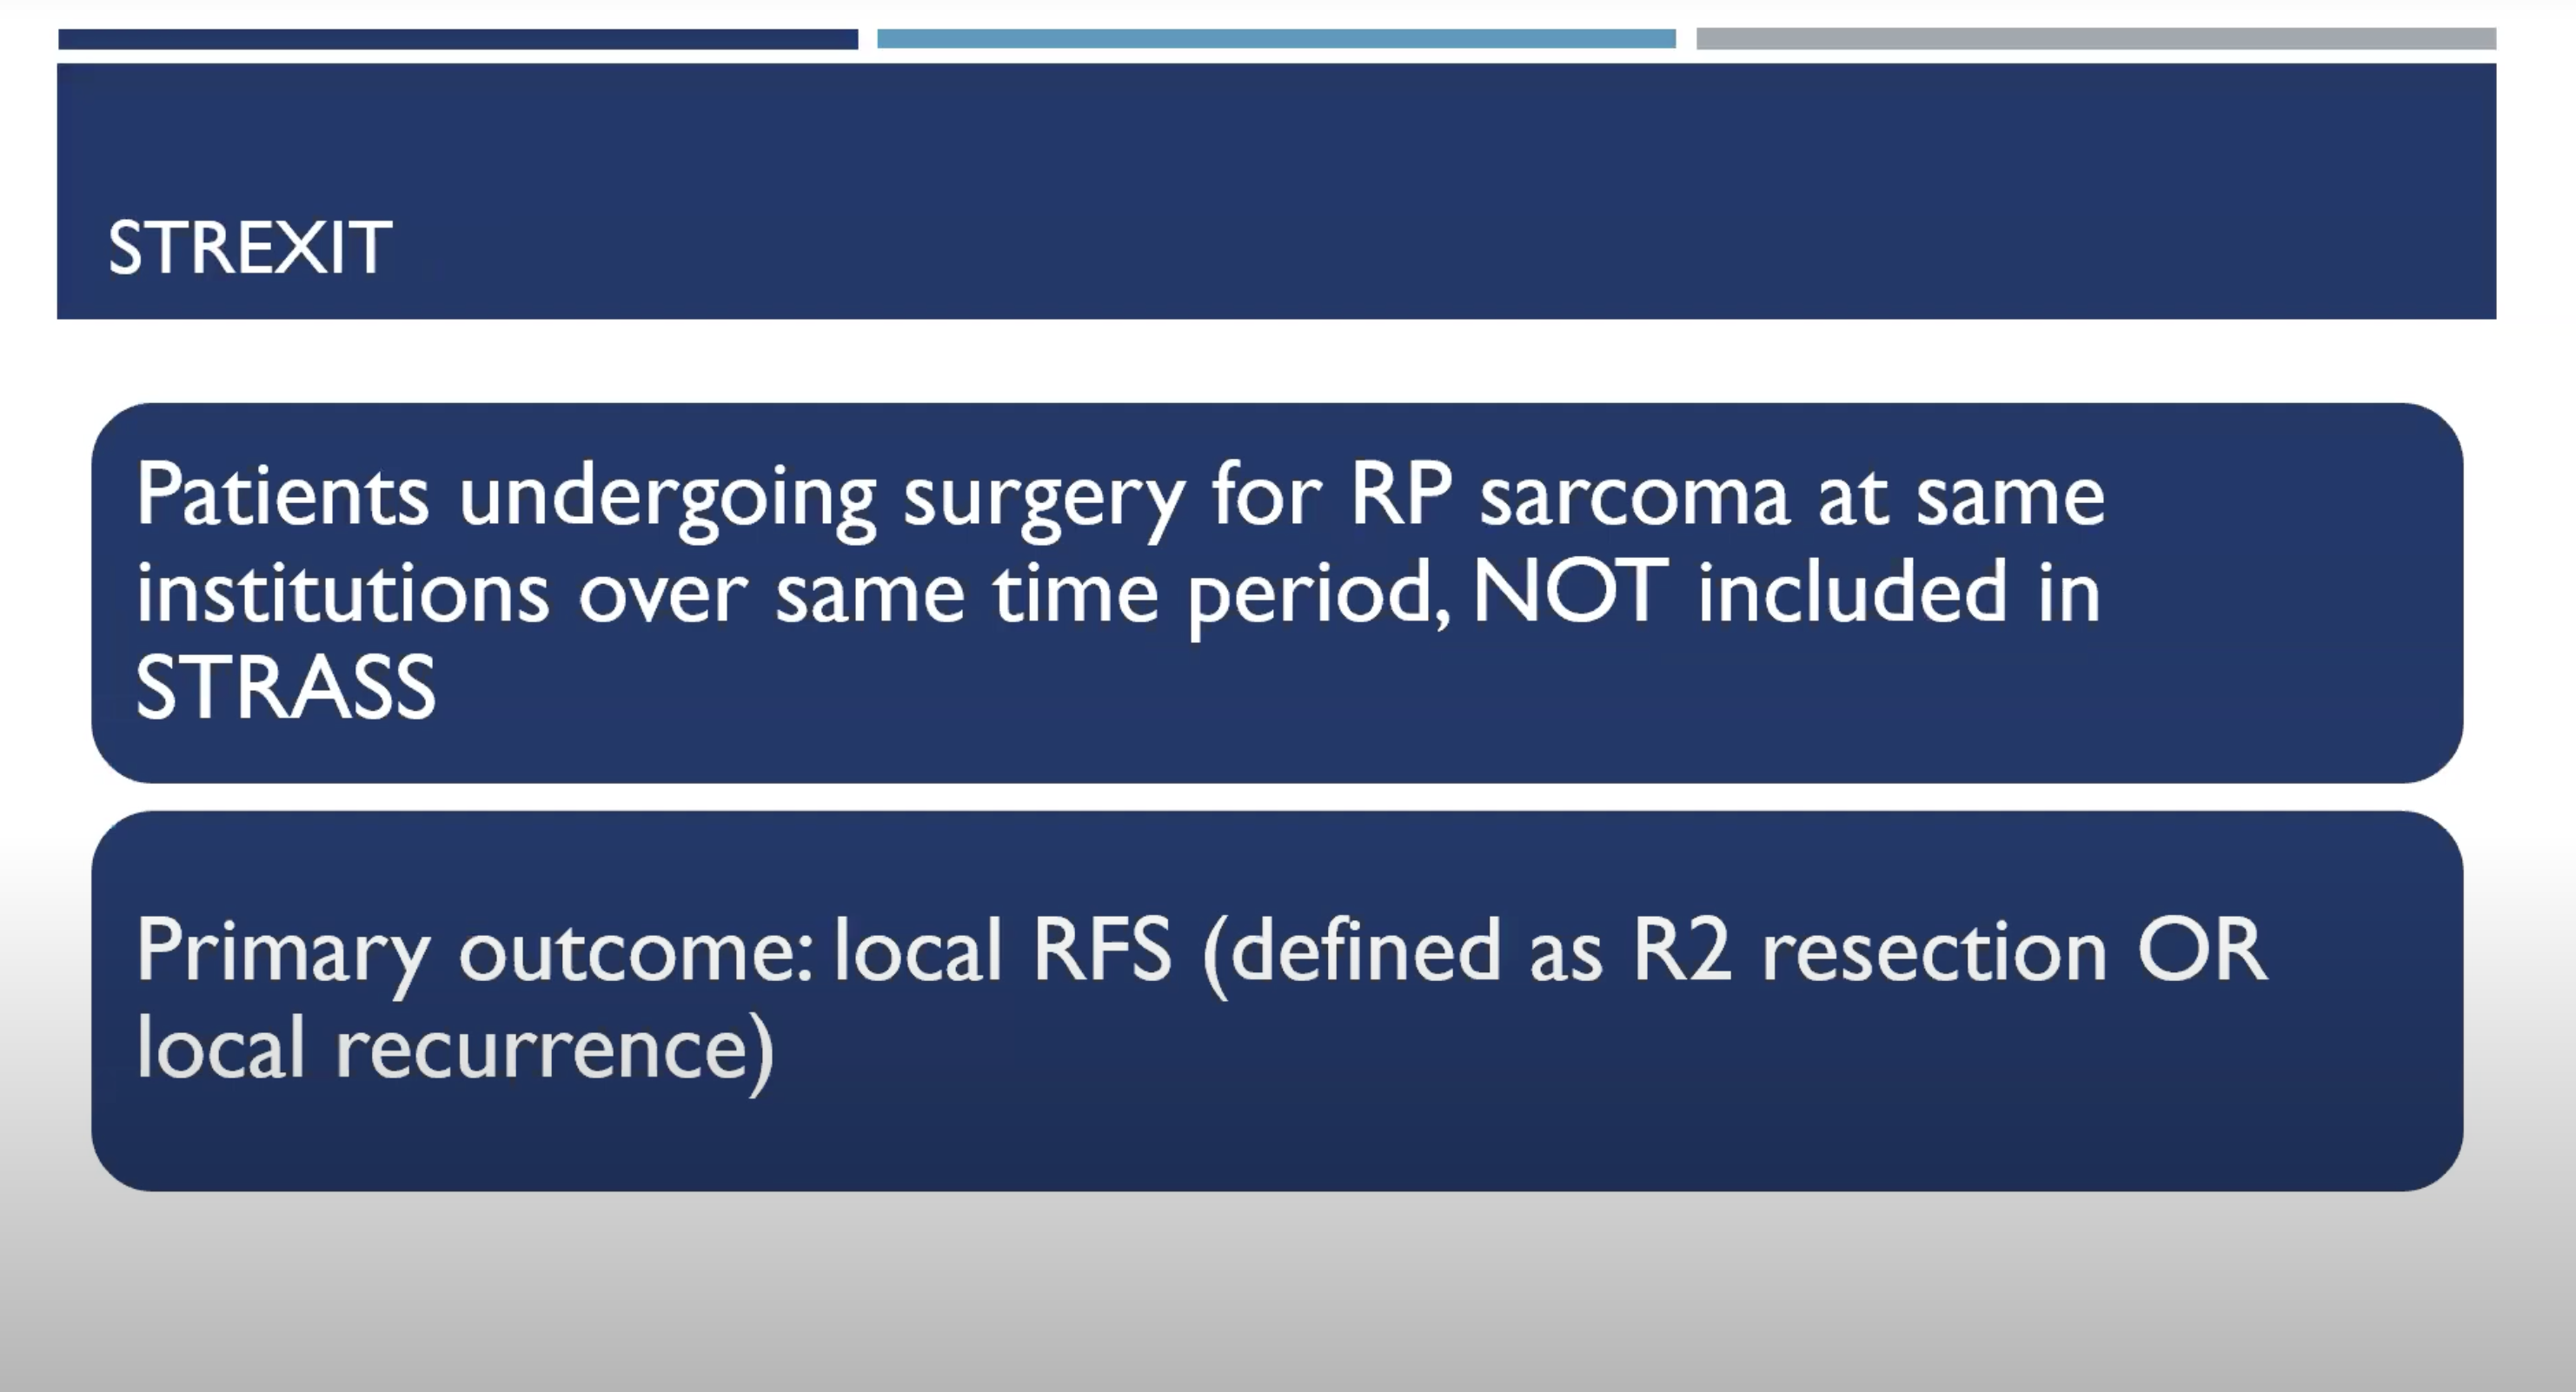 STREXIT
Patients undergoing surgery for RP sarcoma at same
institutions over same time period, NOT included in
STRASS
Primary outcome: local RFS (defined as R2 resection OR
local recurrence)